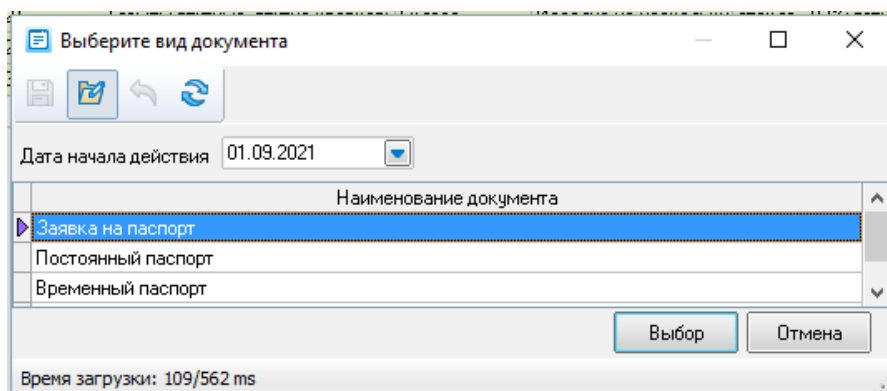 Выберите вид документа
Дата начала действия 01.09.2021
Наименование документа
Заявка на паспорт
Постоянный паспорт
Временный паспорт
Выбор Отмена
Время загрузки: 109/562 ms